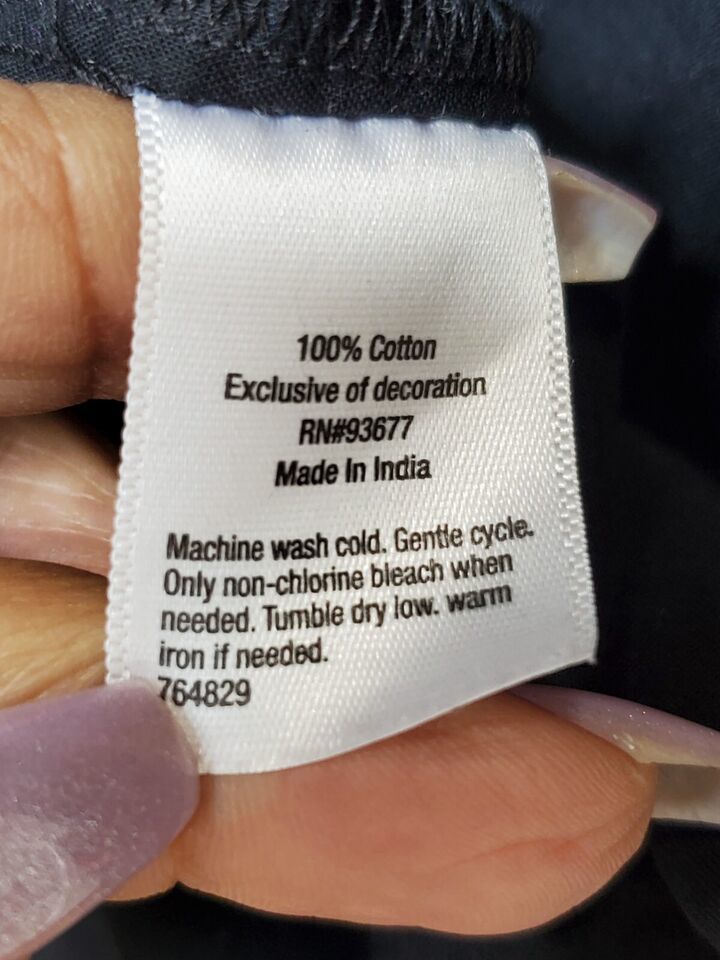 100% Cotton
Exclusive of decoration
RN#93677
Made In India
Machine wash cold. Gentle cycle.
Only non-chlorine bleach when
needed. Tumble dry low. warm
iron if needed.
764829